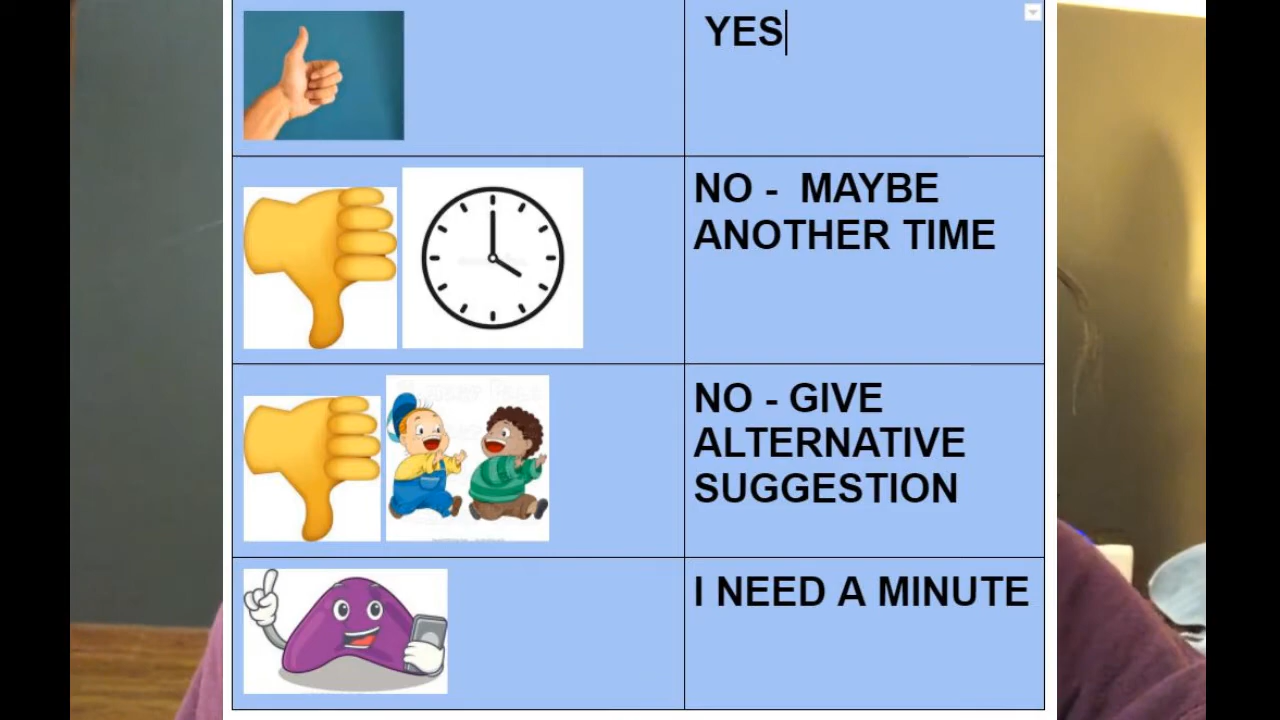 YES
NO - MAYBE
ANOTHER TIME
NO - GIVE
ALTERNATIVE
SUGGESTION
I NEED A MINUTE